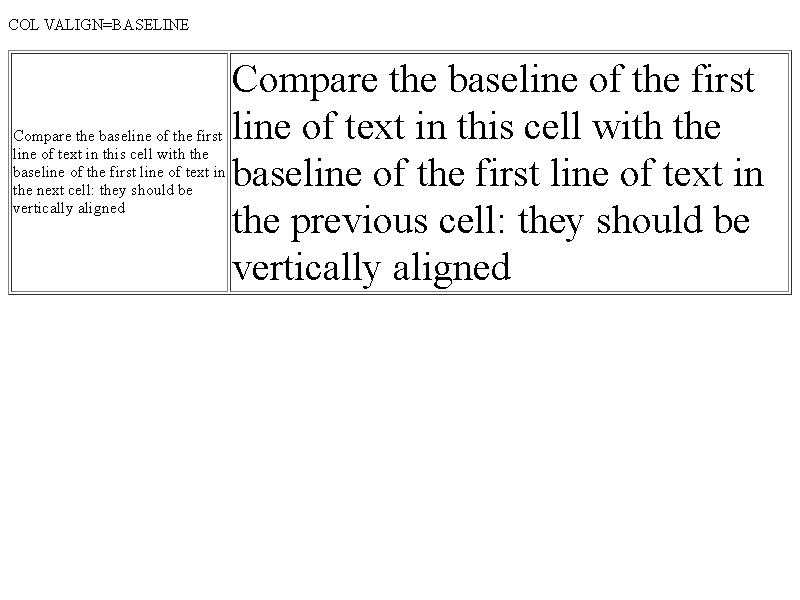 COL VALIGN=BASELINE
Compare the baseline of the first
line of text in this cell with the
baseline of the first line of text in
the next cell: they should be
vertically aligned
Compare the baseline of the first
line of text in this cell with the
baseline of the first line of text in
the previous cell: they should be
vertically aligned